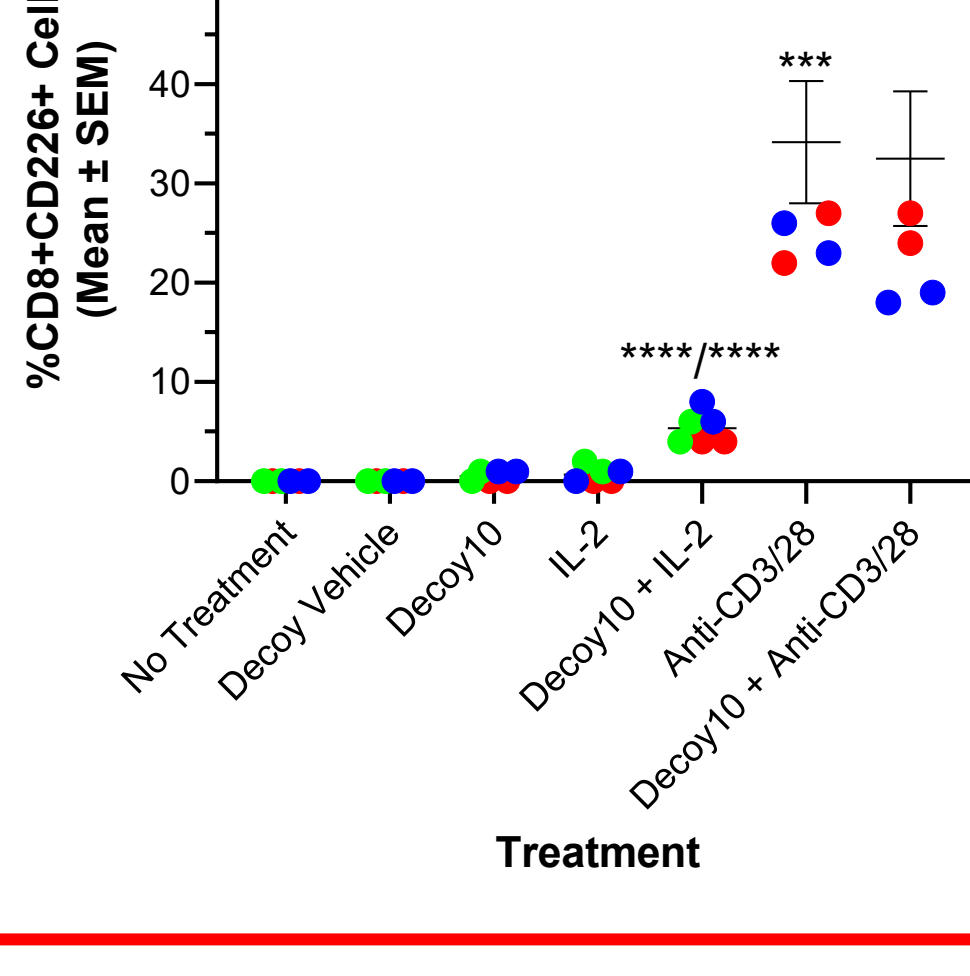 %CD8+CD226+ Cell
(Mean ± SEM)
40
30
20
10
0
***
****/****
No Treatment
Decoy Vehicle
Decoy10
IL-2
Decoy10 + IL-2
Anti-CD3/28
Decoy10 + Anti-CD3/28
Treatment